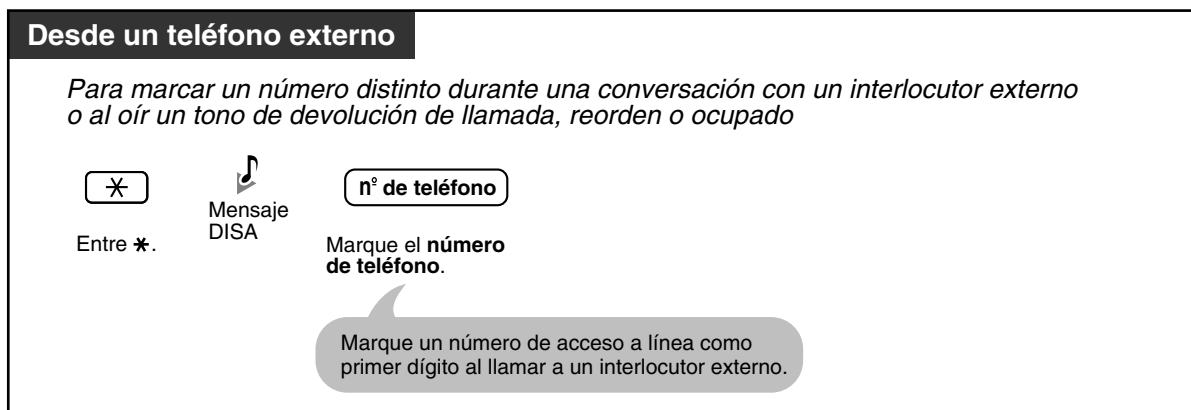 Desde un teléfono externo
Para marcar un número distinto durante una conversación con un interlocutor externo
o al oír un tono de devolución de llamada, reorden o ocupado
*
nº de teléfono
Mensaje
DISA
Entre *.
Marque el número
de teléfono.
Marque un número de acceso a línea como
primer dígito al llamar a un interlocutor externo.